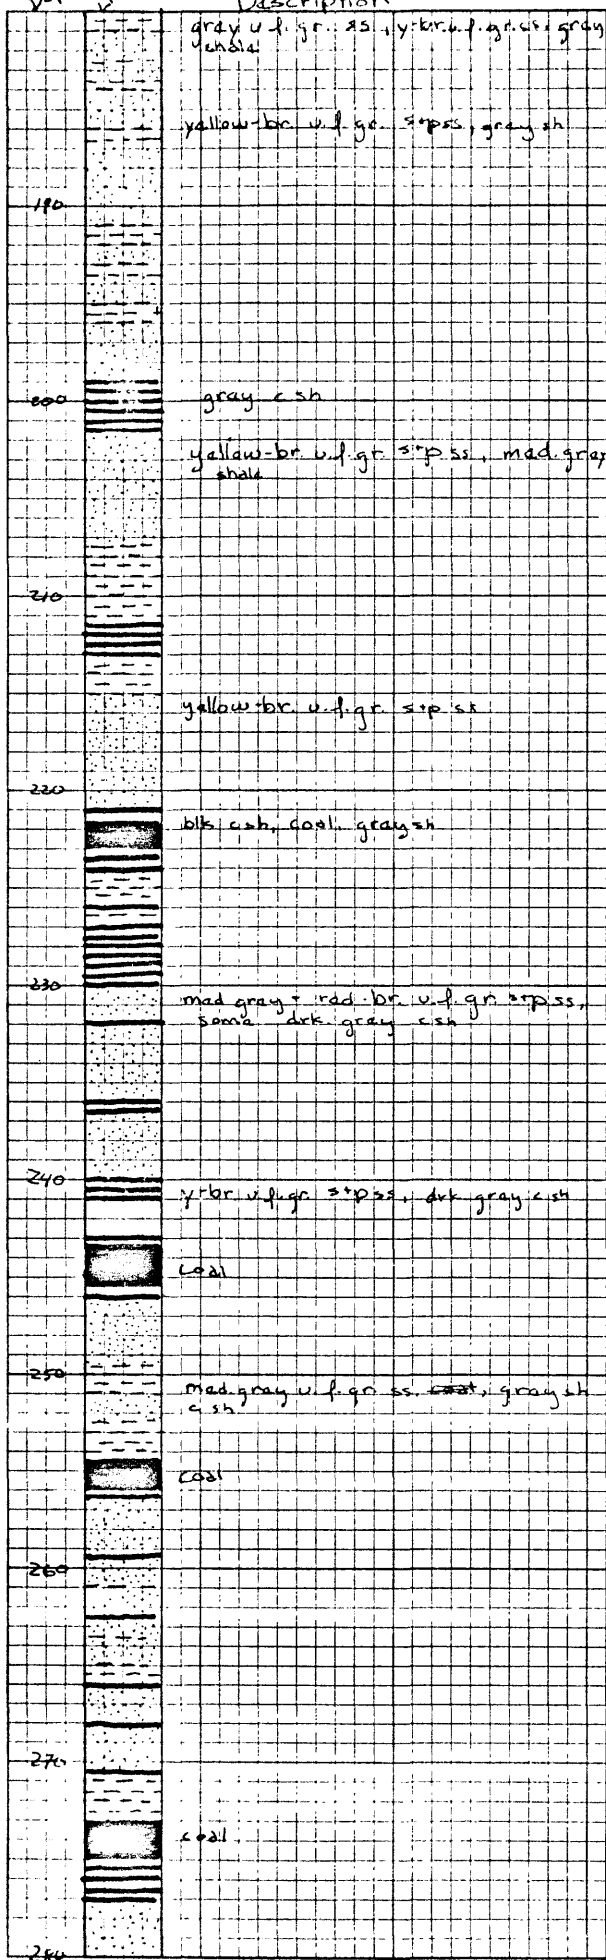 Description
gray v.f. gr. ss, y-br. v.f. gr. ss, gray
shale
yellow-br. v.f. gr. s+p ss, gray sh
190
200
gray c sh
yellow-br. v.f. gr. s+p ss, med. gray
shale
210
yellow-br. v.f. gr. s+p ss
220
blk c sh, coal, gray sh
230
med gray + red-br. v.f. gr. s+p ss,
some drk. gray c sh
240
y-br v.f. gr. s+p ss, drk gray c sh
coal
250
med. gray v.f. gr. ss, coal, gray sh
c sh
coal
260
270
coal
280